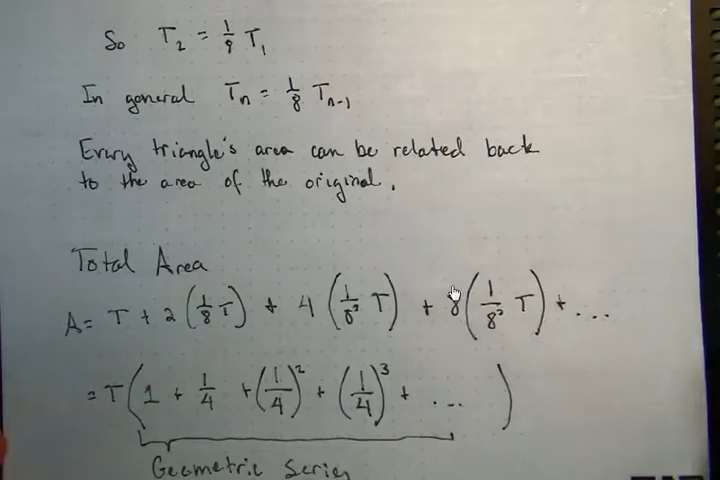 So T₂ = 1/8 T₁
In general Tₙ = 1/8 Tₙ₋₁
Every triangle's area can be related back
to the area of the original.
Total Area
A = T + 2 (1/8 T) + 4 (1/8² T) + 8 (1/8³ T) + ...
= T (1 + 1/4 + (1/4)² + (1/4)³ + ... )
Geometric Series